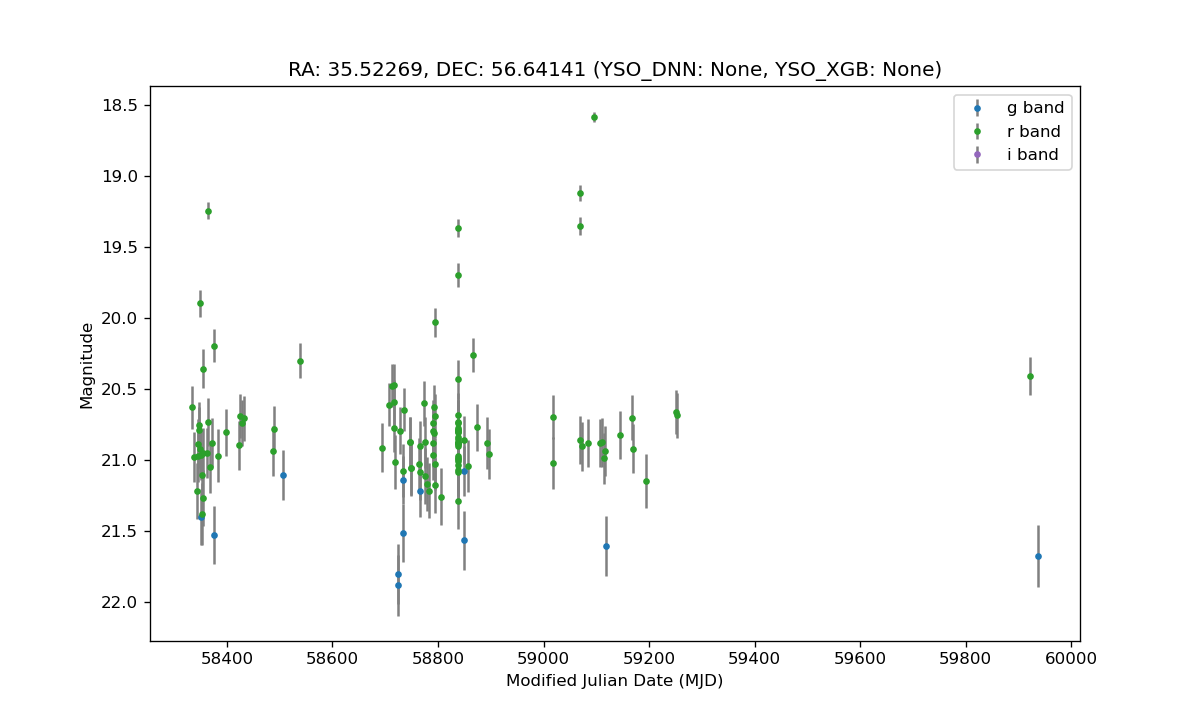 RA: 35.52269, DEC: 56.64141 (YSO_DNN: None, YSO_XGB: None)
g band
r band
i band
18.5
19.0
19.5
20.0
20.5
21.0
21.5
22.0
Magnitude
58400 58600 58800 59000 59200 59400 59600 59800 60000
Modified Julian Date (MJD)